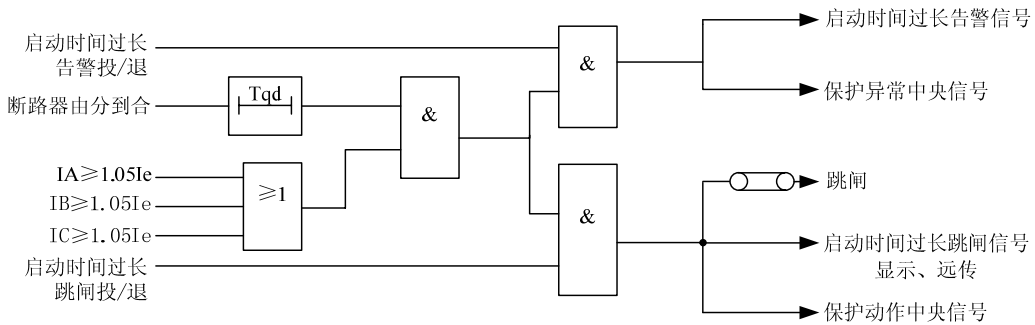 启动时间过长
告警投/退
断路器由分到合
Tqd
IA≥1.05Ie
IB≥1.05Ie
IC≥1.05Ie
≥1
启动时间过长
跳闸投/退
&
&
&
启动时间过长告警信号
保护异常中央信号
跳闸
启动时间过长跳闸信号
显示、远传
保护动作中央信号